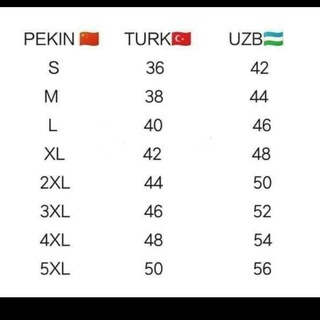 PEKIN 🇨🇳 TURK🇹🇷 UZB🇺🇿
S 36 42
M 38 44
L 40 46
XL 42 48
2XL 44 50
3XL 46 52
4XL 48 54
5XL 50 56